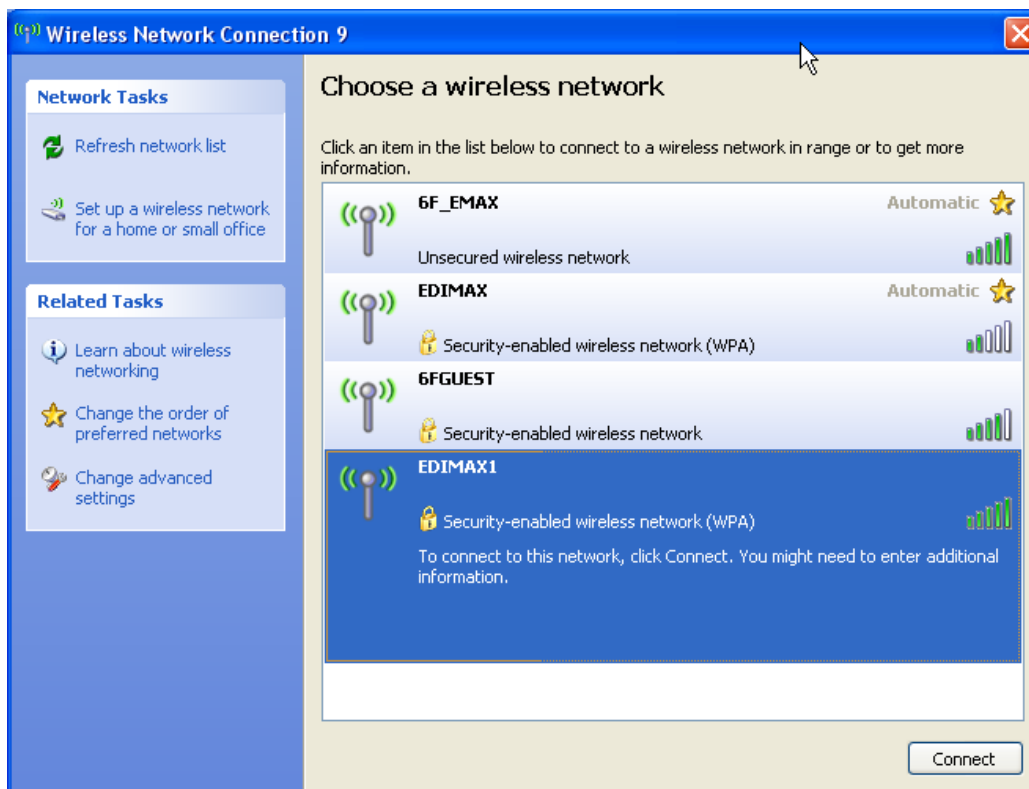 Wireless Network Connection 9
Network Tasks
Refresh network list
Set up a wireless network
for a home or small office
Related Tasks
Learn about wireless
networking
Change the order of
preferred networks
Change advanced
settings
Choose a wireless network
Click an item in the list below to connect to a wireless network in range or to get more
information.
6F_EMAX
Automatic
Unsecured wireless network
EDIMAX
Automatic
Security-enabled wireless network (WPA)
6FGUEST
Security-enabled wireless network
EDIMAX1
Security-enabled wireless network (WPA)
To connect to this network, click Connect. You might need to enter additional
information.
Connect